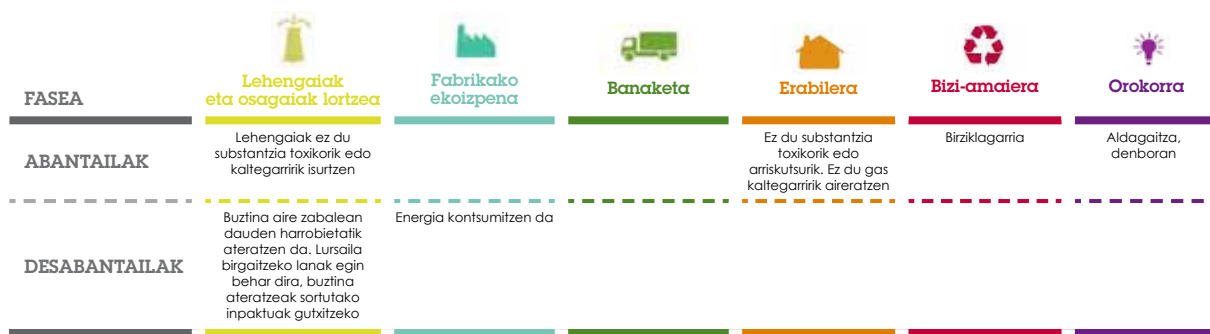 FASEA
Lehengaiak
eta osagaiak lortzea
Fabrikako
ekoizpena
Banaketa
Erabilera
Bizi-amaiera
Orokorra
ABANTAILAK
Lehengaiak ez du
substantzia toxikorik edo
kaltegarririk isurtzen
Ez du substantzia
toxikorik edo
arriskutsurik. Ez du gas
kaltegarririk aireratzen
Birziklagarria
Aldagaitza,
denboran
DESABANTAILAK
Buztina aire zabalean
dauden harrobietatik
ateratzen da. Lursaila
birgaitzeko lanak egin
behar dira, buztina
ateratzeak sortutako
inpaktuak gutxitzeko
Energia kontsumitzen da